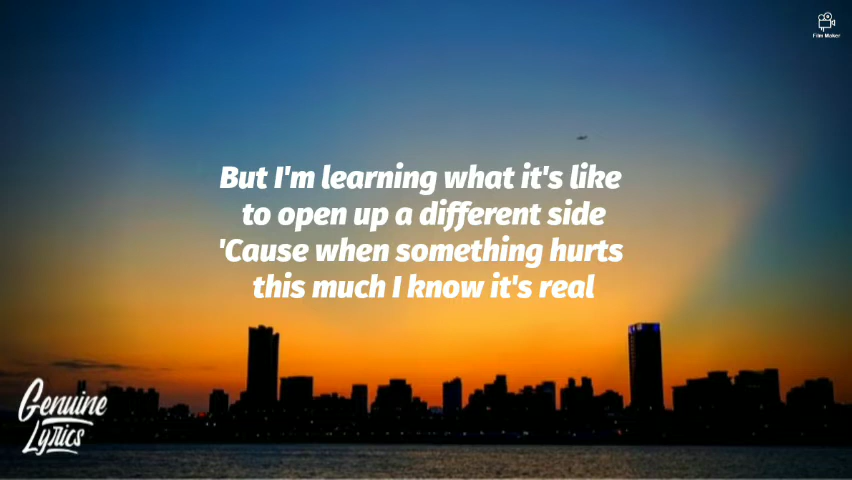 Film Maker
But I'm learning what it's like
to open up a different side
'Cause when something hurts
this much I know it's real
Genuine
Lyrics